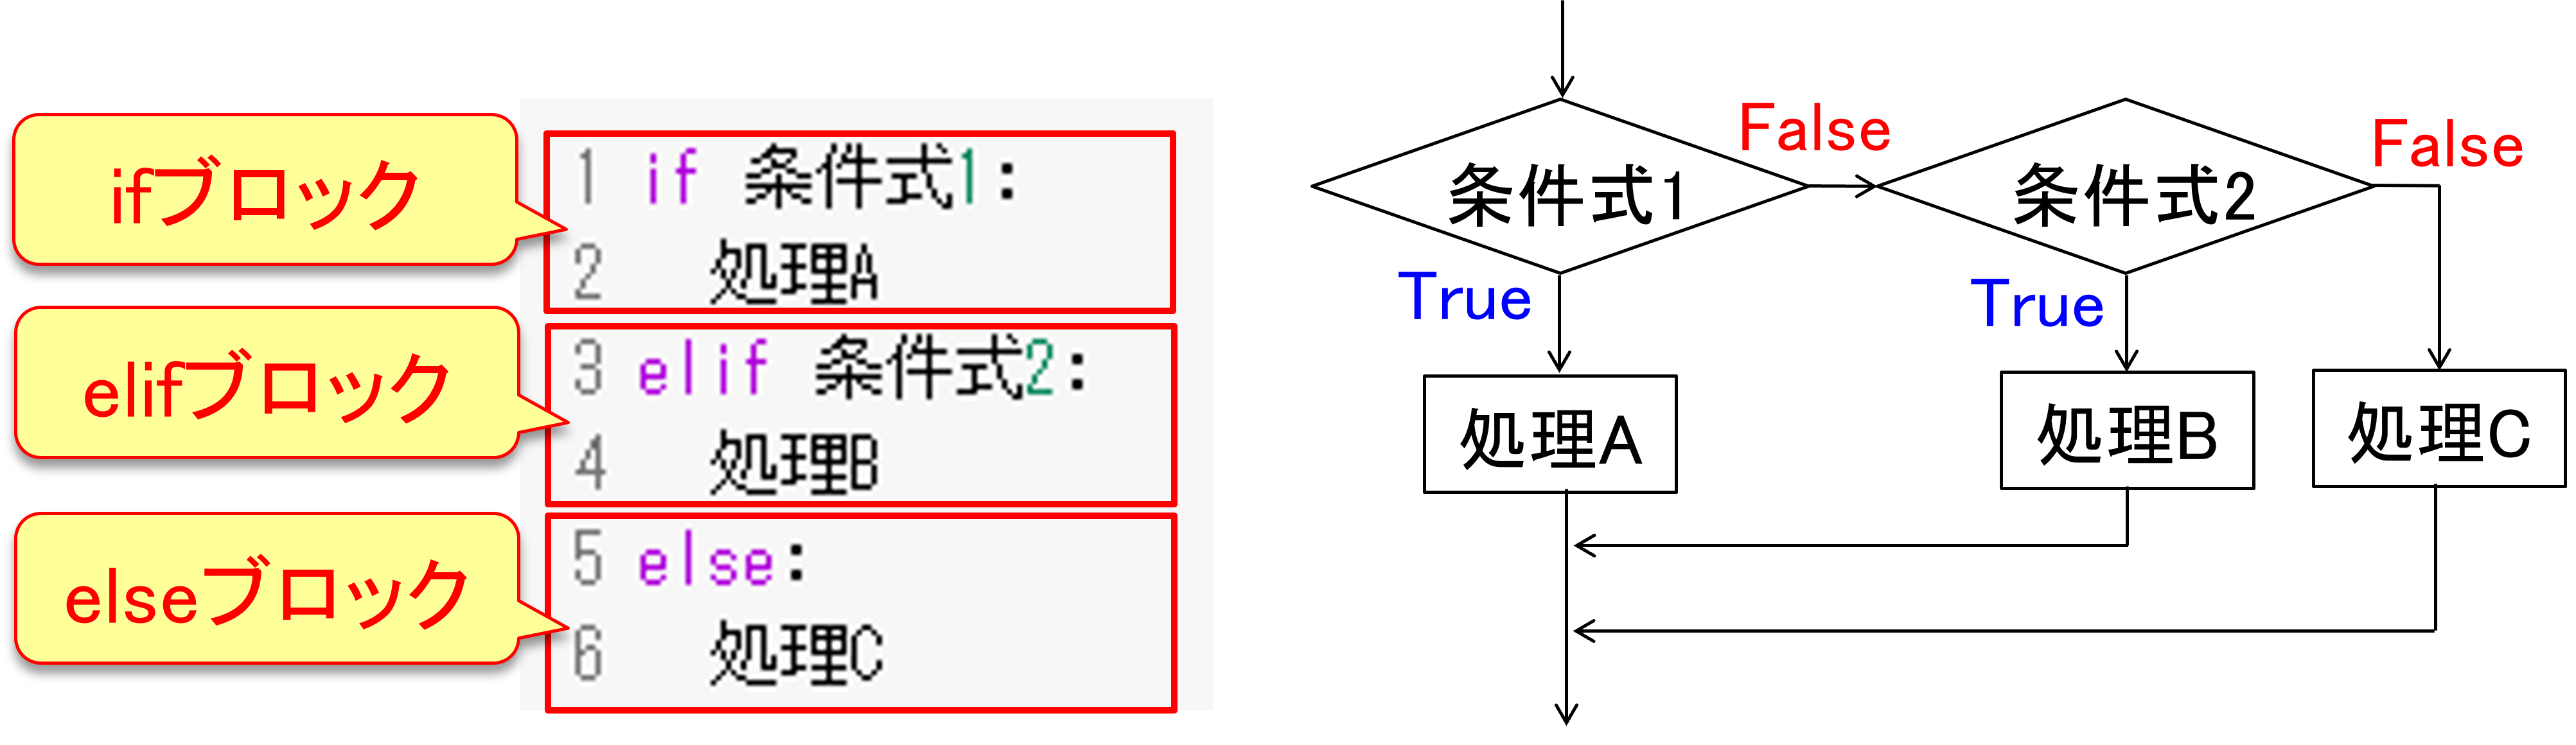 ifブロック
1 if 条件式1:
2 処理A
elifブロック
3 elif 条件式2:
4 処理B
elseブロック
5 else:
6 処理C
条件式1
False
条件式2
False
True
True
処理A
処理B
処理C